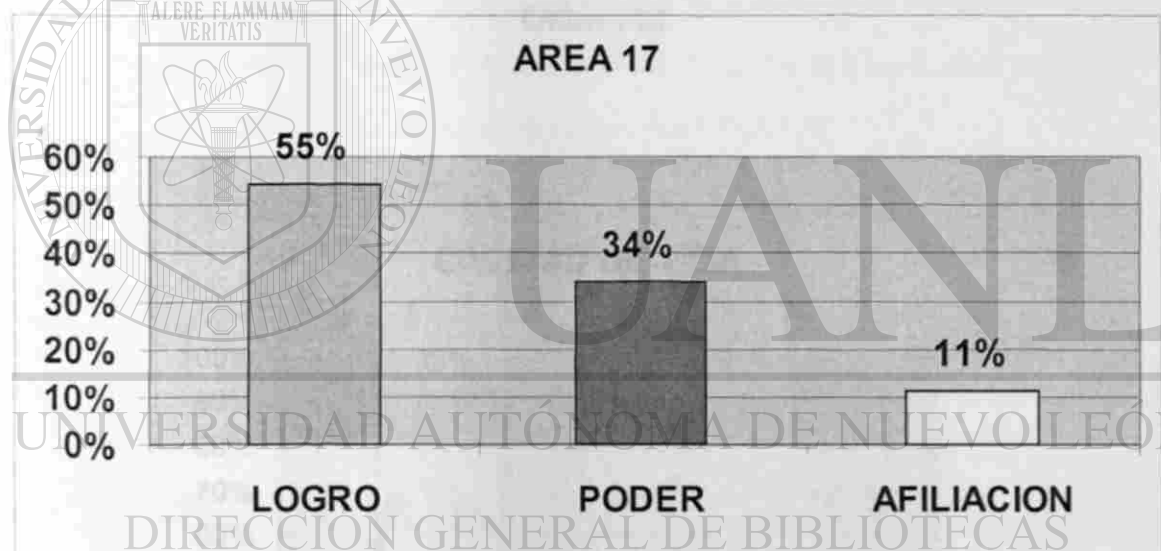 ALERE FLAMMAM
VERITATIS
AREA 17
60%
50%
40%
30%
20%
10%
0%
55%
34%
11%
LOGRO
PODER
AFILIACION
UANL
UNIVERSIDAD AUTÓNOMA DE NUEVO LEÓN
DIRECCIÓN GENERAL DE BIBLIOTECAS